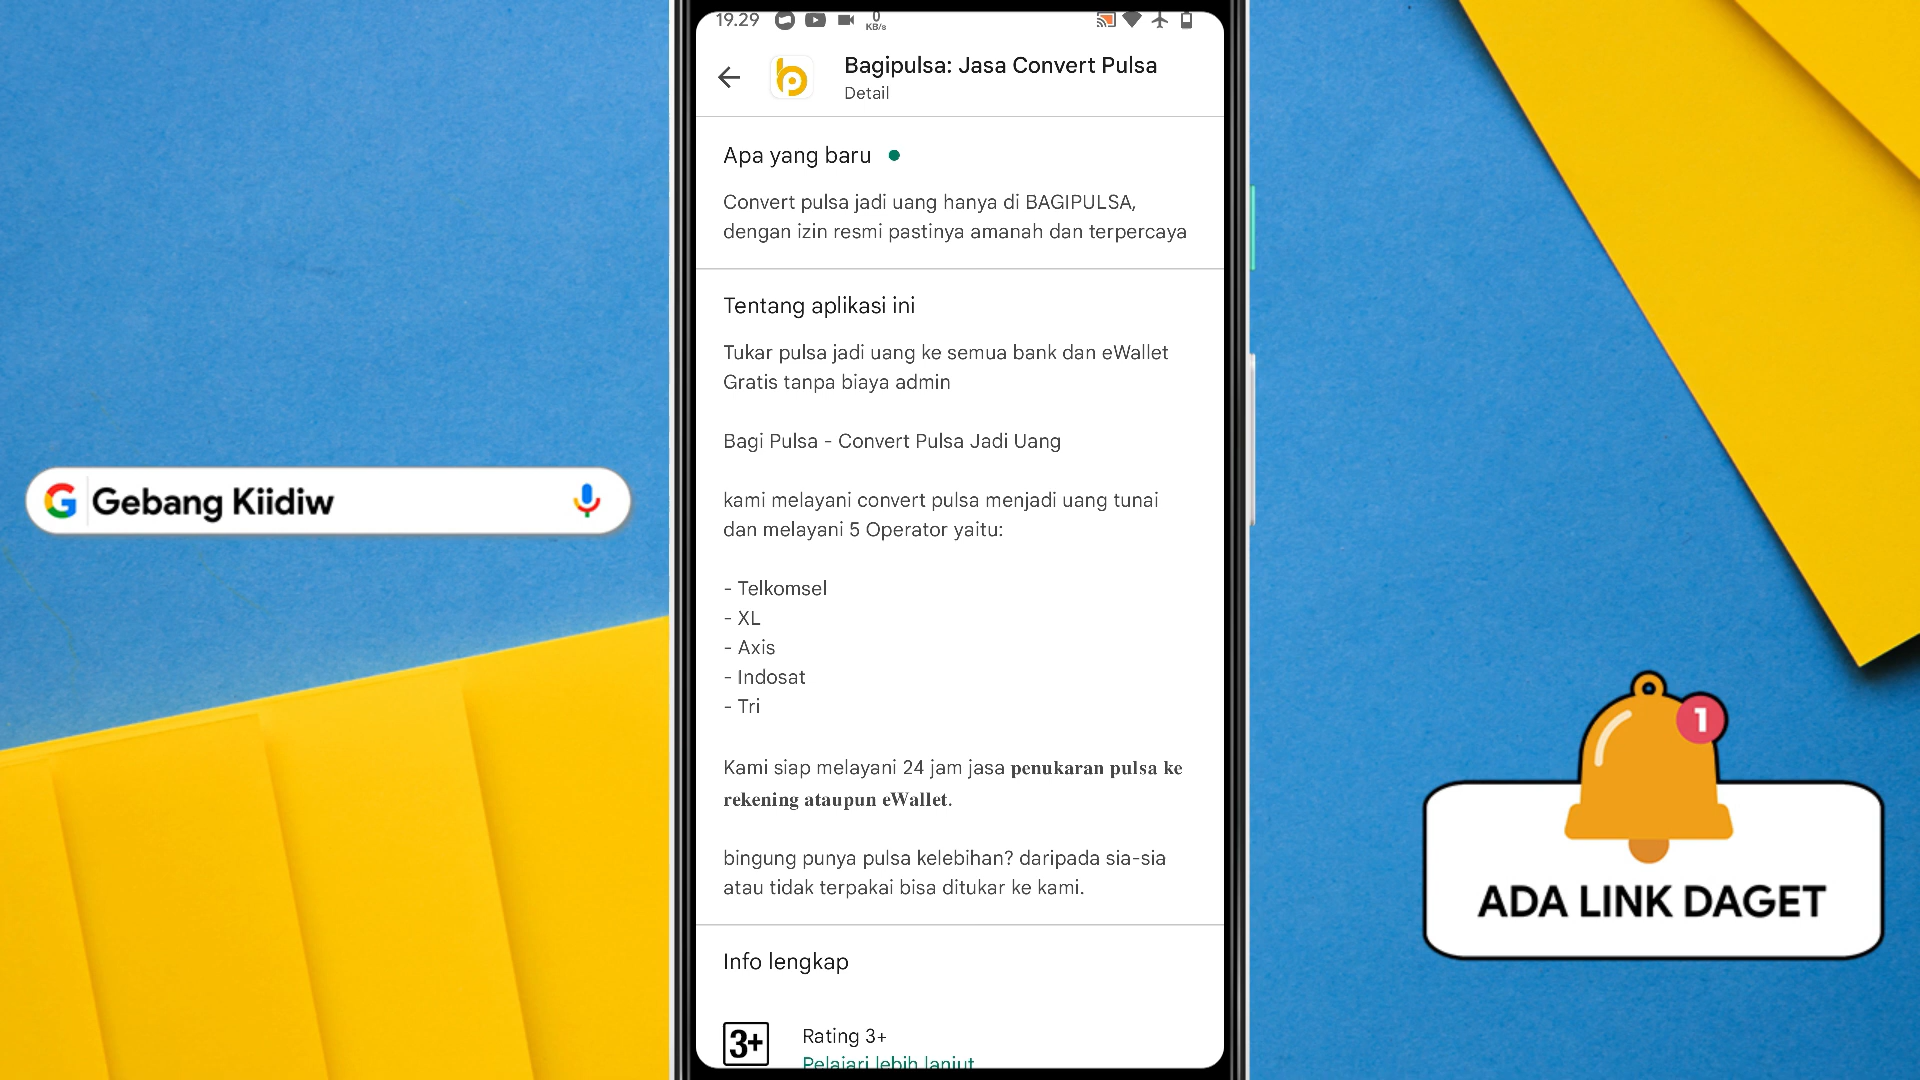 19.29
0
KB/s
Bagipulsa: Jasa Convert Pulsa
Detail
Apa yang baru
Convert pulsa jadi uang hanya di BAGIPULSA,
dengan izin resmi pastinya amanah dan terpercaya
Tentang aplikasi ini
Tukar pulsa jadi uang ke semua bank dan eWallet
Gratis tanpa biaya admin
Bagi Pulsa - Convert Pulsa Jadi Uang
kami melayani convert pulsa menjadi uang tunai
dan melayani 5 Operator yaitu:
- Telkomsel
- XL
- Axis
- Indosat
- Tri
Kami siap melayani 24 jam jasa penukaran pulsa ke
rekening ataupun eWallet.
bingung punya pulsa kelebihan? daripada sia-sia
atau tidak terpakai bisa ditukar ke kami.
Info lengkap
3+
Rating 3+
Pelajari lebih lanjut
G Gebang Kiidiw
1
ADA LINK DAGET